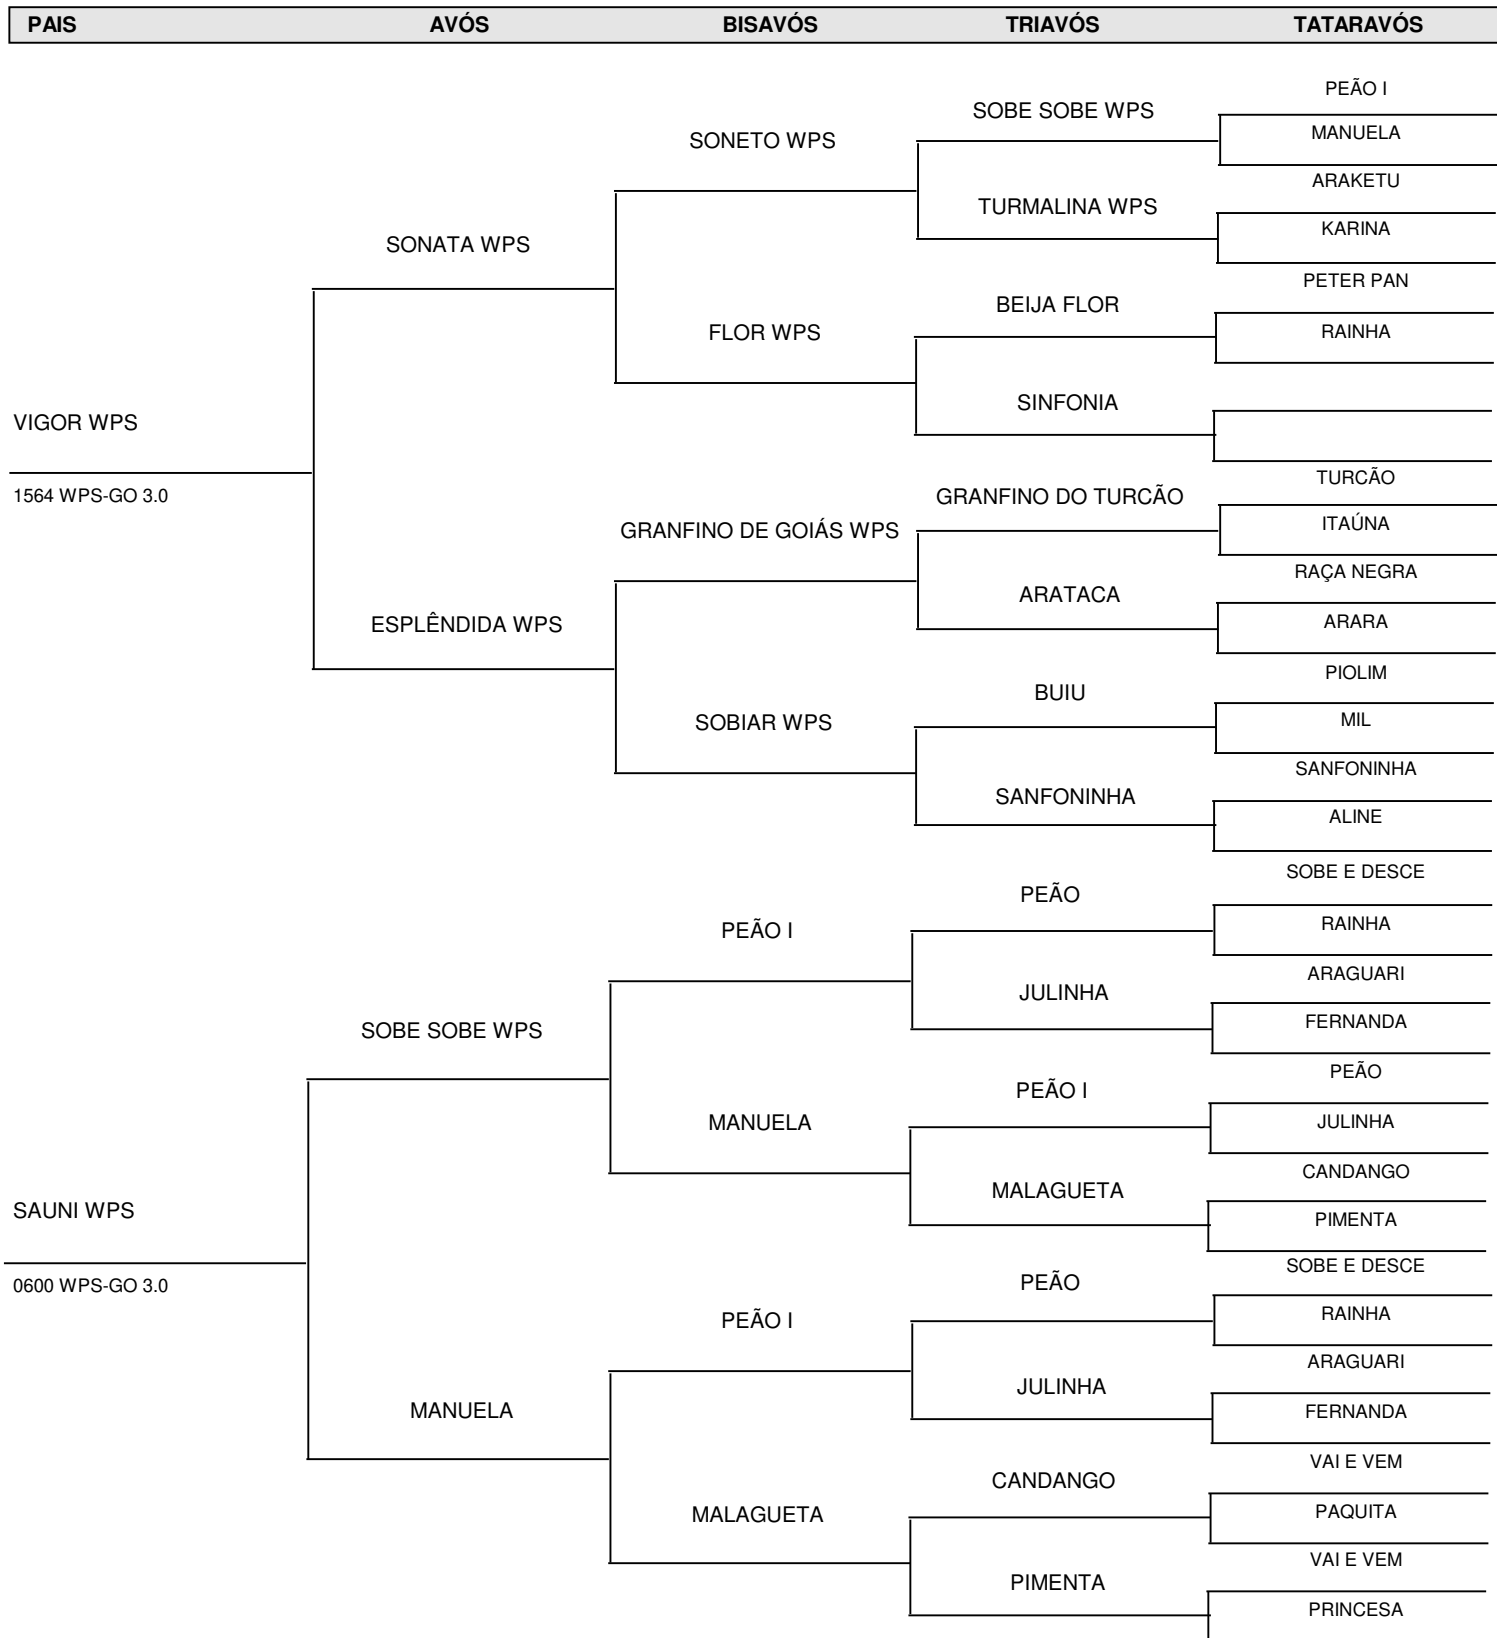 PAIS AVÓS BISAVÓS TRIAVÓS TATARAVÓS
PEÃO I
SOBE SOBE WPS
MANUELA
SONETO WPS
ARAKETU
TURMALINA WPS
KARINA
SONATA WPS
PETER PAN
BEIJA FLOR
RAINHA
FLOR WPS
SINFONIA
VIGOR WPS
TURCÃO
1564 WPS-GO 3.0
GRANFINO DO TURCÃO
ITAÚNA
GRANFINO DE GOIÁS WPS
RAÇA NEGRA
ARATACA
ARARA
ESPLÊNDIDA WPS
PIOLIM
BUIU
MIL
SOBIAR WPS
SANFONINHA
SANFONINHA
ALINE
SOBE E DESCE
PEÃO
RAINHA
PEÃO I
ARAGUARI
JULINHA
FERNANDA
SOBE SOBE WPS
PEÃO
PEÃO I
JULINHA
MANUELA
CANDANGO
MALAGUETA
SAUNI WPS
PIMENTA
SOBE E DESCE
PEÃO
0600 WPS-GO 3.0
RAINHA
PEÃO I
ARAGUARI
JULINHA
MANUELA
FERNANDA
VAI E VEM
CANDANGO
PAQUITA
MALAGUETA
VAI E VEM
PIMENTA
PRINCESA